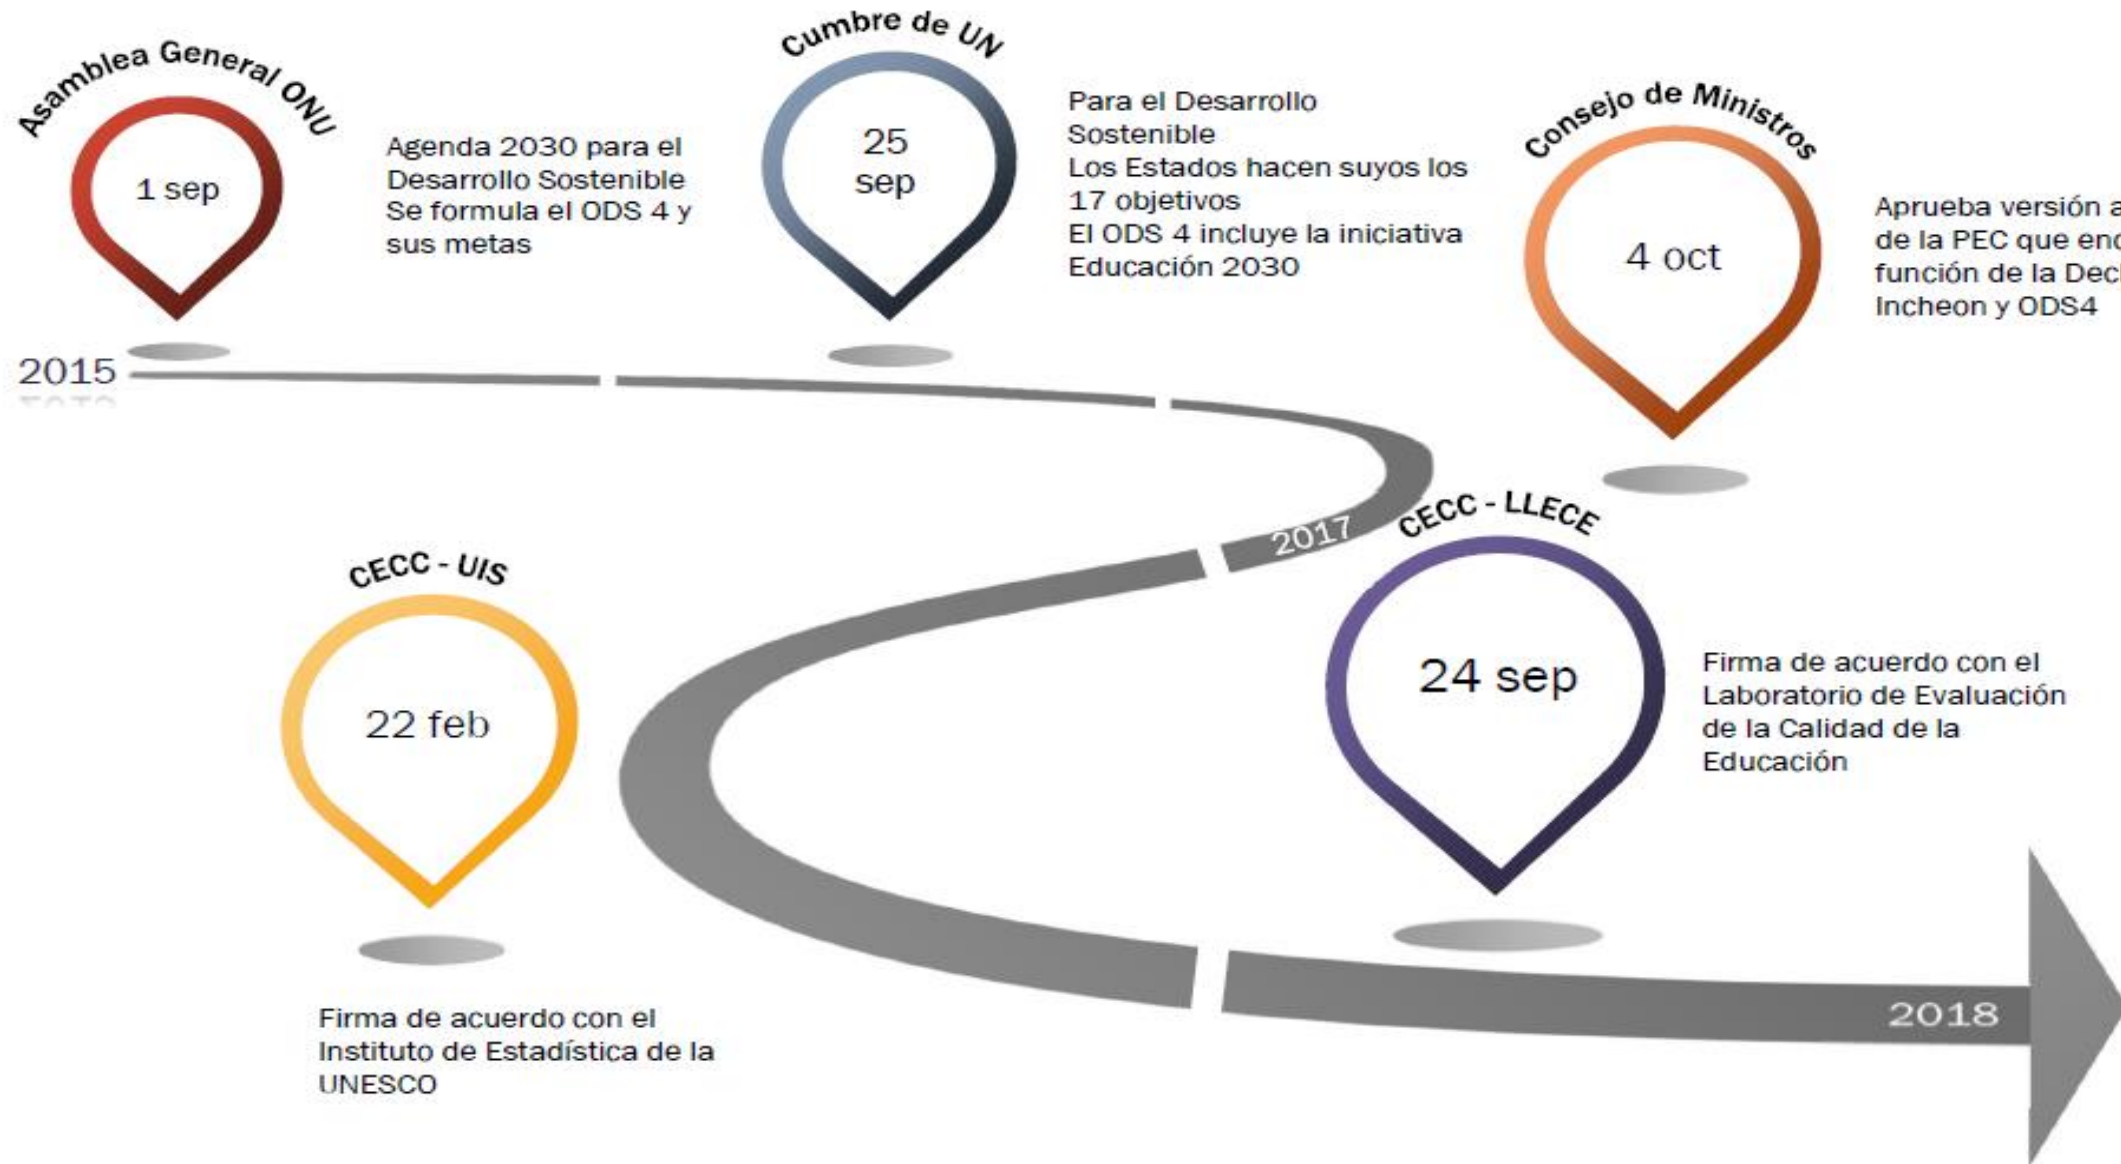 Asamblea General ONU
1 sep
Agenda 2030 para el
Desarrollo Sostenible
Se formula el ODS 4 y
sus metas
Cumbre de UN
25
sep
Para el Desarrollo
Sostenible
Los Estados hacen suyos los
17 objetivos
El ODS 4 incluye la iniciativa
Educación 2030
Consejo de Ministros
4 oct
Aprueba versión
de la PEC que
función de la
Incheon y ODS4
2015
2017
CECC - UIS
22 feb
Firma de acuerdo con el
Instituto de Estadística de la
UNESCO
CECC - LLECE
24 sep
Firma de acuerdo con el
Laboratorio de Evaluación
de la Calidad de la
Educación
2018